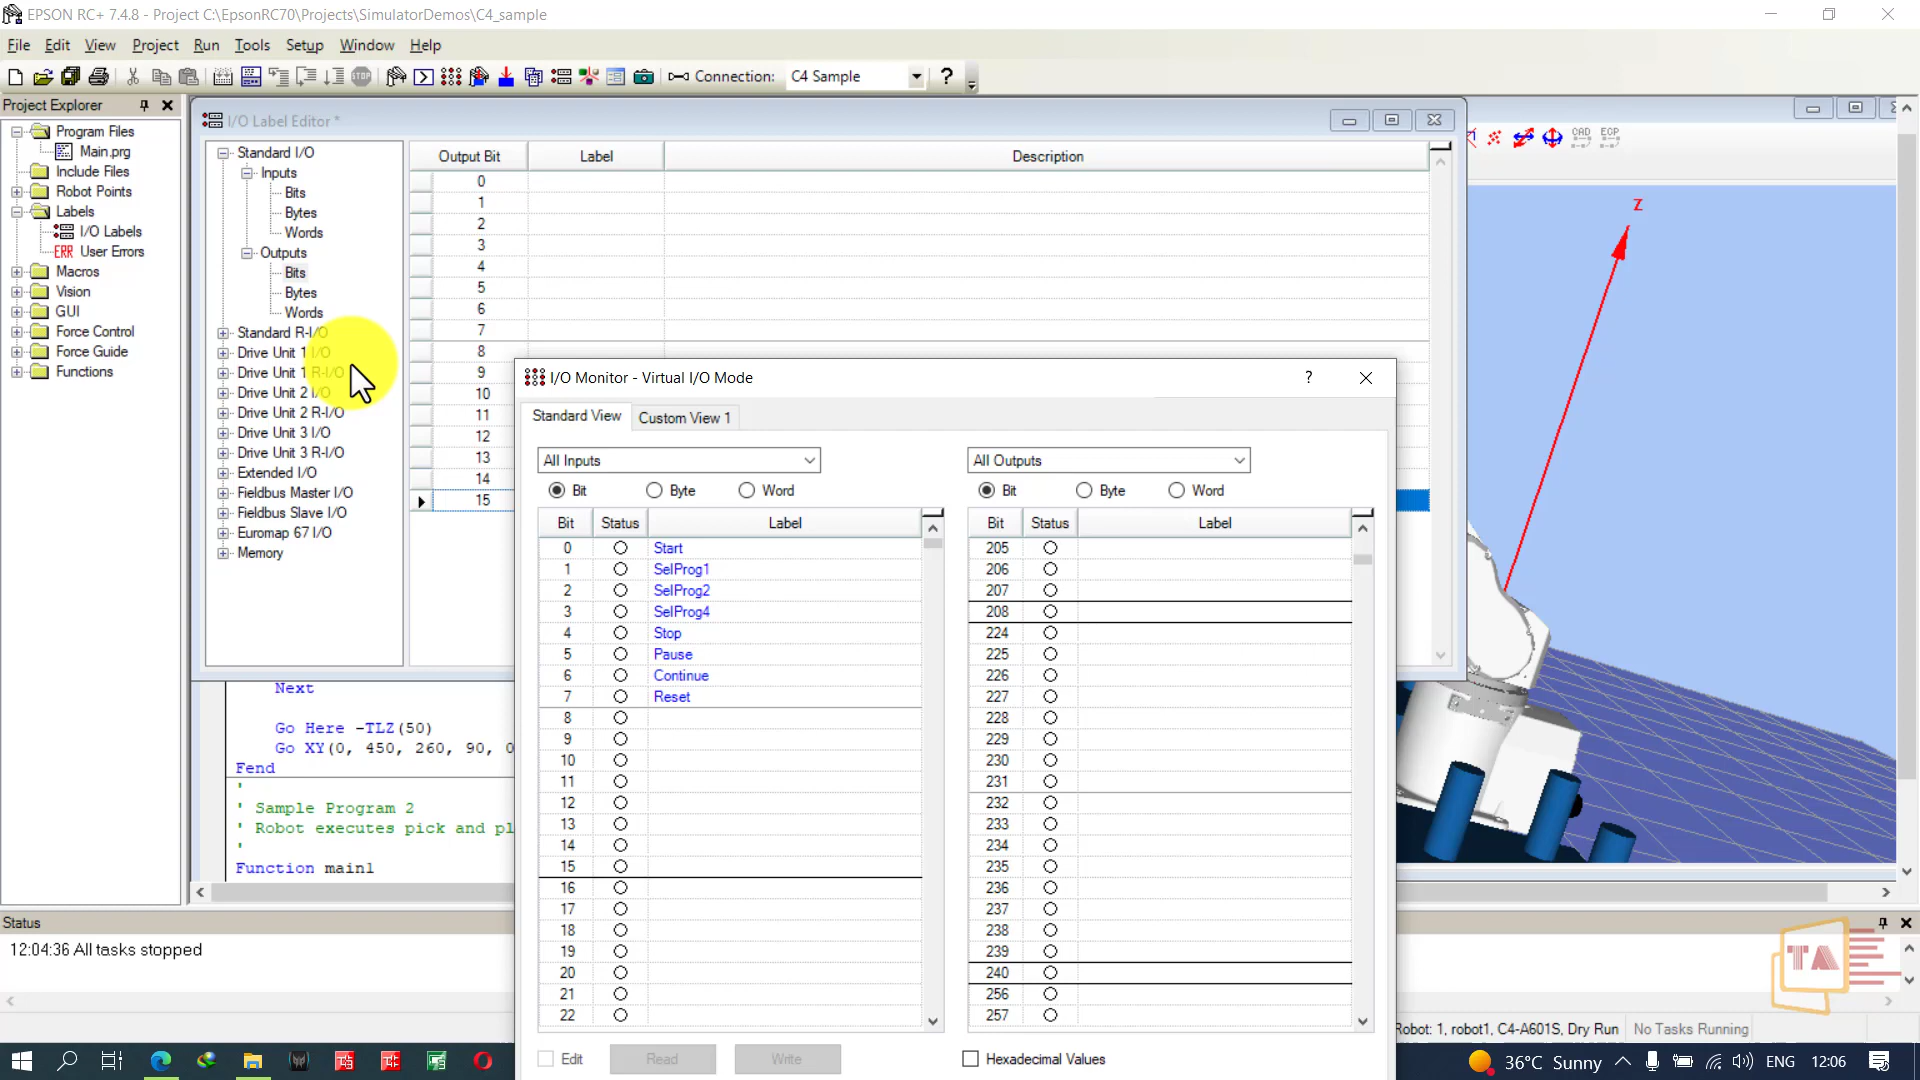 EPSON RC+ 7.4.8 - Project C:\EpsonRC70\Projects\SimulatorDemos\C4_sample
File Edit View Project Run Tools Setup Window Help
STOP Connection: C4 Sample ?
Project Explorer
Program Files
Main.prg
Include Files
Robot Points
Labels
I/O Labels
ERR User Errors
Macros
Vision
GUI
Force Control
Force Guide
Functions
I/O Label Editor *
CAD ECP
Standard I/O
Inputs
Bits
Bytes
Words
Outputs
Bits
Bytes
Words
Standard R-I/O
Drive Unit 1 I/O
Drive Unit 1 R-I/O
Drive Unit 2 I/O
Drive Unit 2 R-I/O
Drive Unit 3 I/O
Drive Unit 3 R-I/O
Extended I/O
Fieldbus Master I/O
Fieldbus Slave I/O
Euromap 67 I/O
Memory
Output Bit Label Description
0
1
2
3
4
5
6
7
8
9
10
11
12
13
14
15
z
I/O Monitor - Virtual I/O Mode ?
Standard View Custom View 1
All Inputs All Outputs
Bit Byte Word Bit Byte Word
Bit Status Label Bit Status Label
0 Start 205
1 SelProg1 206
2 SelProg2 207
3 SelProg4 208
4 Stop 224
5 Pause 225
6 Continue 226
7 Reset 227
8 228
9 229
10 230
11 231
12 232
13 233
14 234
15 235
16 236
17 237
18 238
19 239
20 240
21 256
22 257
Edit Read Write Hexadecimal Values
Next
Go Here -TLZ(50)
Go XY(0, 450, 260, 90, 0
Fend
'
' Sample Program 2
' Robot executes pick and pl
'
Function main1
Status
12:04:36 All tasks stopped
TA
Robot: 1, robot1, C4-A601S, Dry Run No Tasks Running
36°C Sunny ENG 12:06